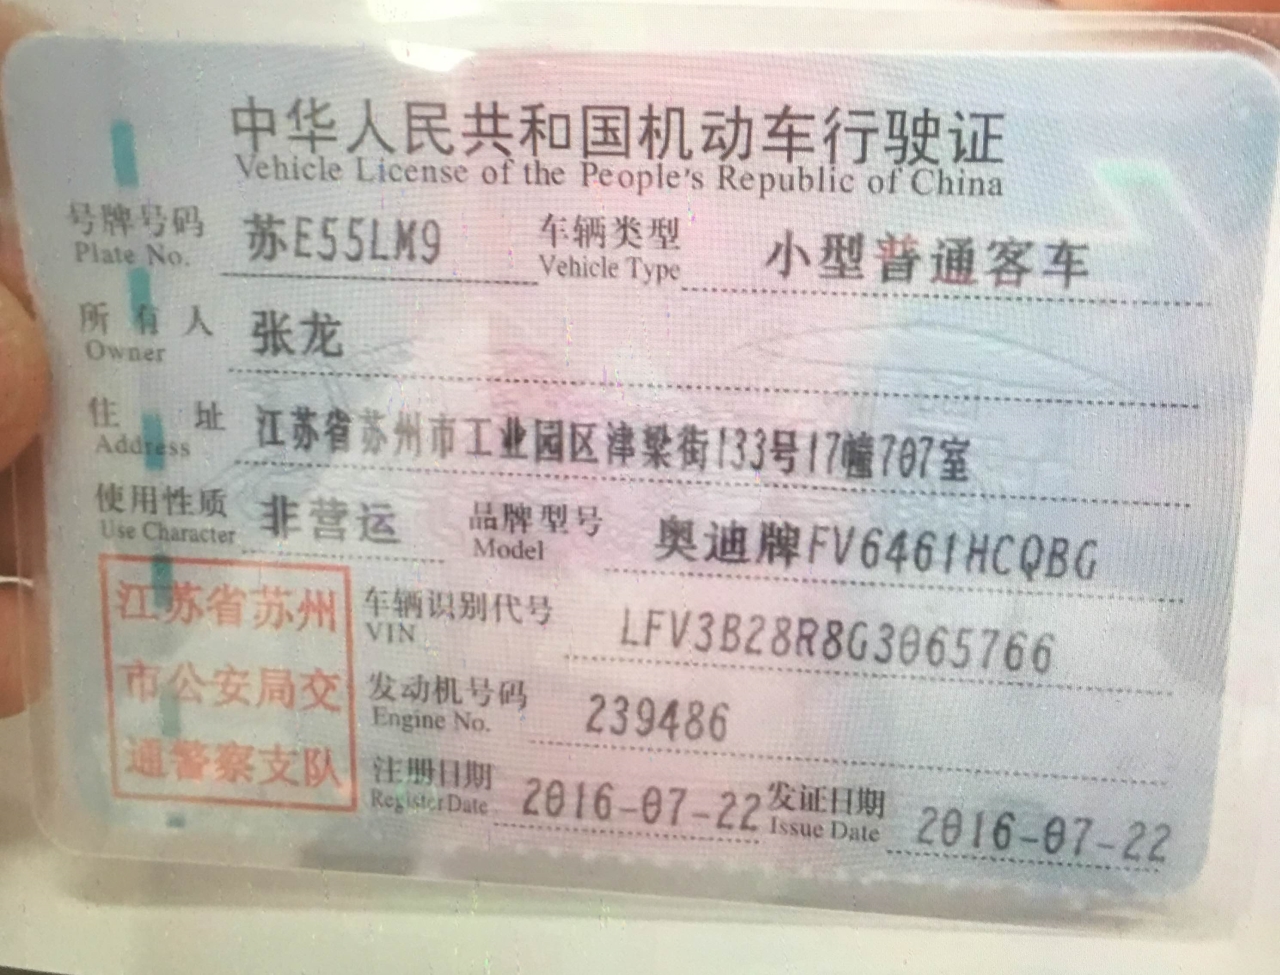 中华人民共和国机动车行驶证
Vehicle License of the People's Republic of China
号牌号码 苏E55LM9 车辆类型 小型普通客车
Plate No. Vehicle Type
所有人 张龙
Owner
住址 江苏省苏州市工业园区津梁街133号17幢707室
Address
使用性质 非营运 品牌型号 奥迪牌FV6461HCQBG
Use Character Model
江苏省苏州
市公安局交
通警察支队
车辆识别代号 LFV3B28R8G3065766
VIN
发动机号码 239486
Engine No.
注册日期 2016-07-22 发证日期 2016-07-22
Register Date Issue Date